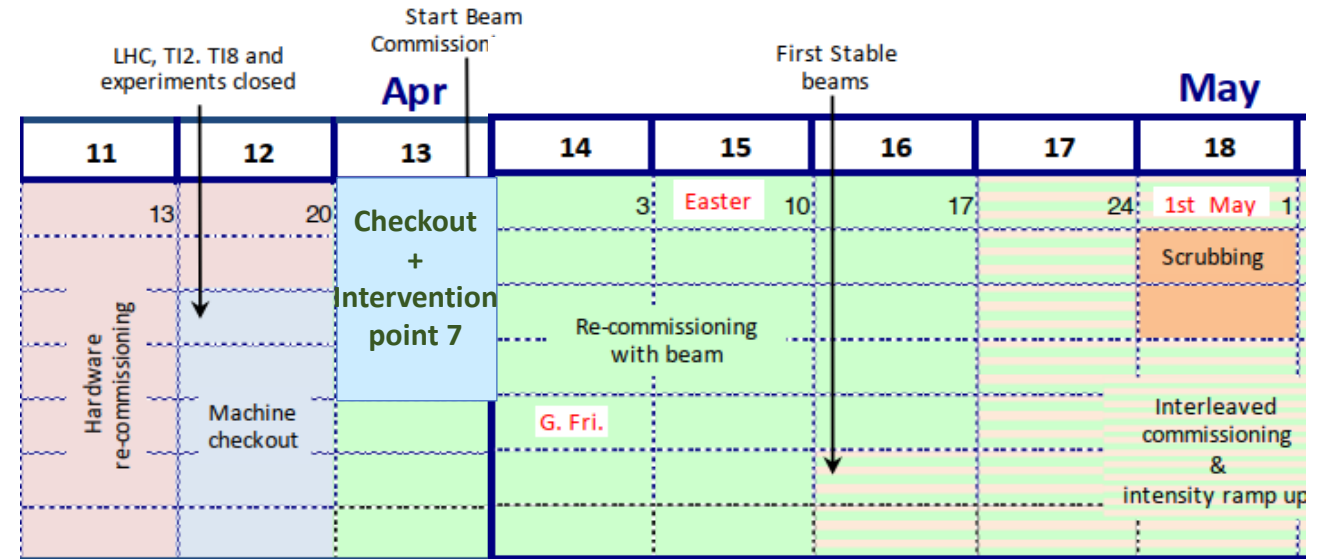 Start Beam
Commission
LHC, TI2. TI8 and
experiments closed
First Stable
beams
Apr
May
11
12
13
14
15
16
17
18
13
20
3
Easter
10
17
24
1st May
1
Checkout
+
Intervention
point 7
Scrubbing
Hardware
re-commissioning
Machine
checkout
Re-commissioning
with beam
G. Fri.
Interleaved
commissioning
&
intensity ramp up